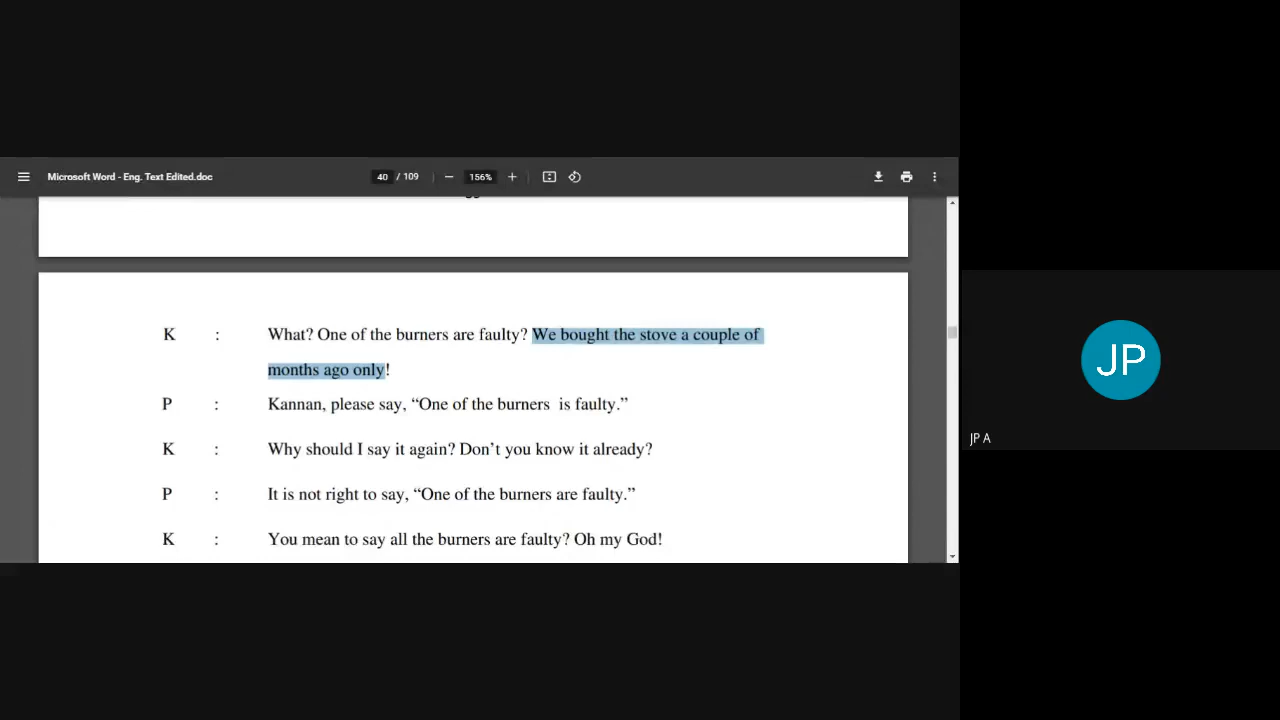 Microsoft Word - Eng. Text Edited.doc
40 / 109
156%
K : What? One of the burners are faulty? We bought the stove a couple of
months ago only!
P : Kannan, please say, “One of the burners is faulty.”
K : Why should I say it again? Don’t you know it already?
P : It is not right to say, “One of the burners are faulty.”
K : You mean to say all the burners are faulty? Oh my God!
JP
JP A